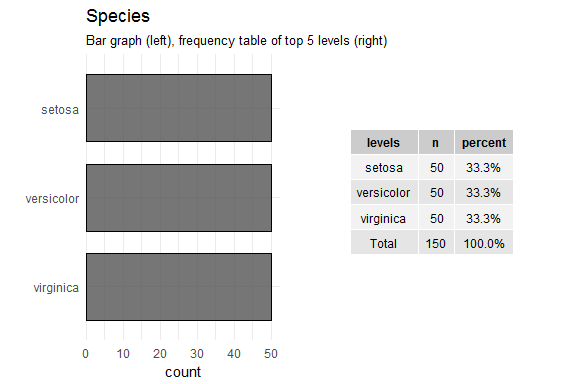 Species
Bar graph (left), frequency table of top 5 levels (right)
setosa
versicolor
virginica
0 10 20 30 40 50
count
levels n percent
setosa 50 33.3%
versicolor 50 33.3%
virginica 50 33.3%
Total 150 100.0%